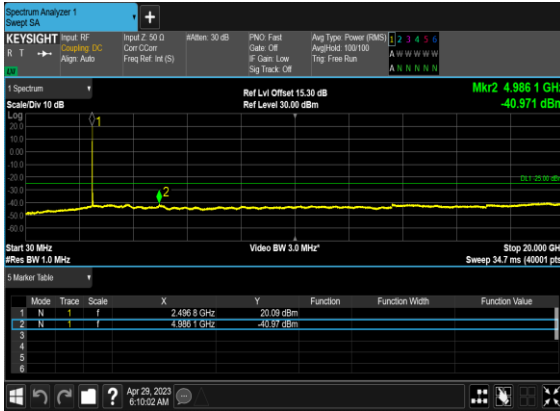 Spectrum Analyzer 1
Swept SA
+
KEYSIGHT Input: RF Input Z: 50 Ω #Atten: 30 dB PNO: Fast Avg Type: Power (RMS) 1 2 3 4 5 6
R T Coupling: DC Corr CCorr Gate: Off Avg|Hold: 100/100 A W W W W W
Align: Auto Freq Ref: Int (S) IF Gain: Low Trig: Free Run
Sig Track: Off A N N N N N
1 Spectrum Ref Lvl Offset 15.30 dB Mkr2 4.986 1 GHz
Scale/Div 10 dB Ref Level 30.00 dBm -40.971 dBm
Log
20.0
1
10.0
0.00
-10.0
-20.0
DL1 -25.00 dBm
-30.0
2
-40.0
-50.0
-60.0
Start 30 MHz Video BW 3.0 MHz* Stop 20.000 GHz
#Res BW 1.0 MHz Sweep 34.7 ms (40001 pts)
5 Marker Table
Mode Trace Scale X Y Function Function Width Function Value
1 N 1 f 2.496 8 GHz 20.09 dBm
2 N 1 f 4.986 1 GHz -40.97 dBm
3
4
5
6
? Apr 29, 2023
6:10:02 AM